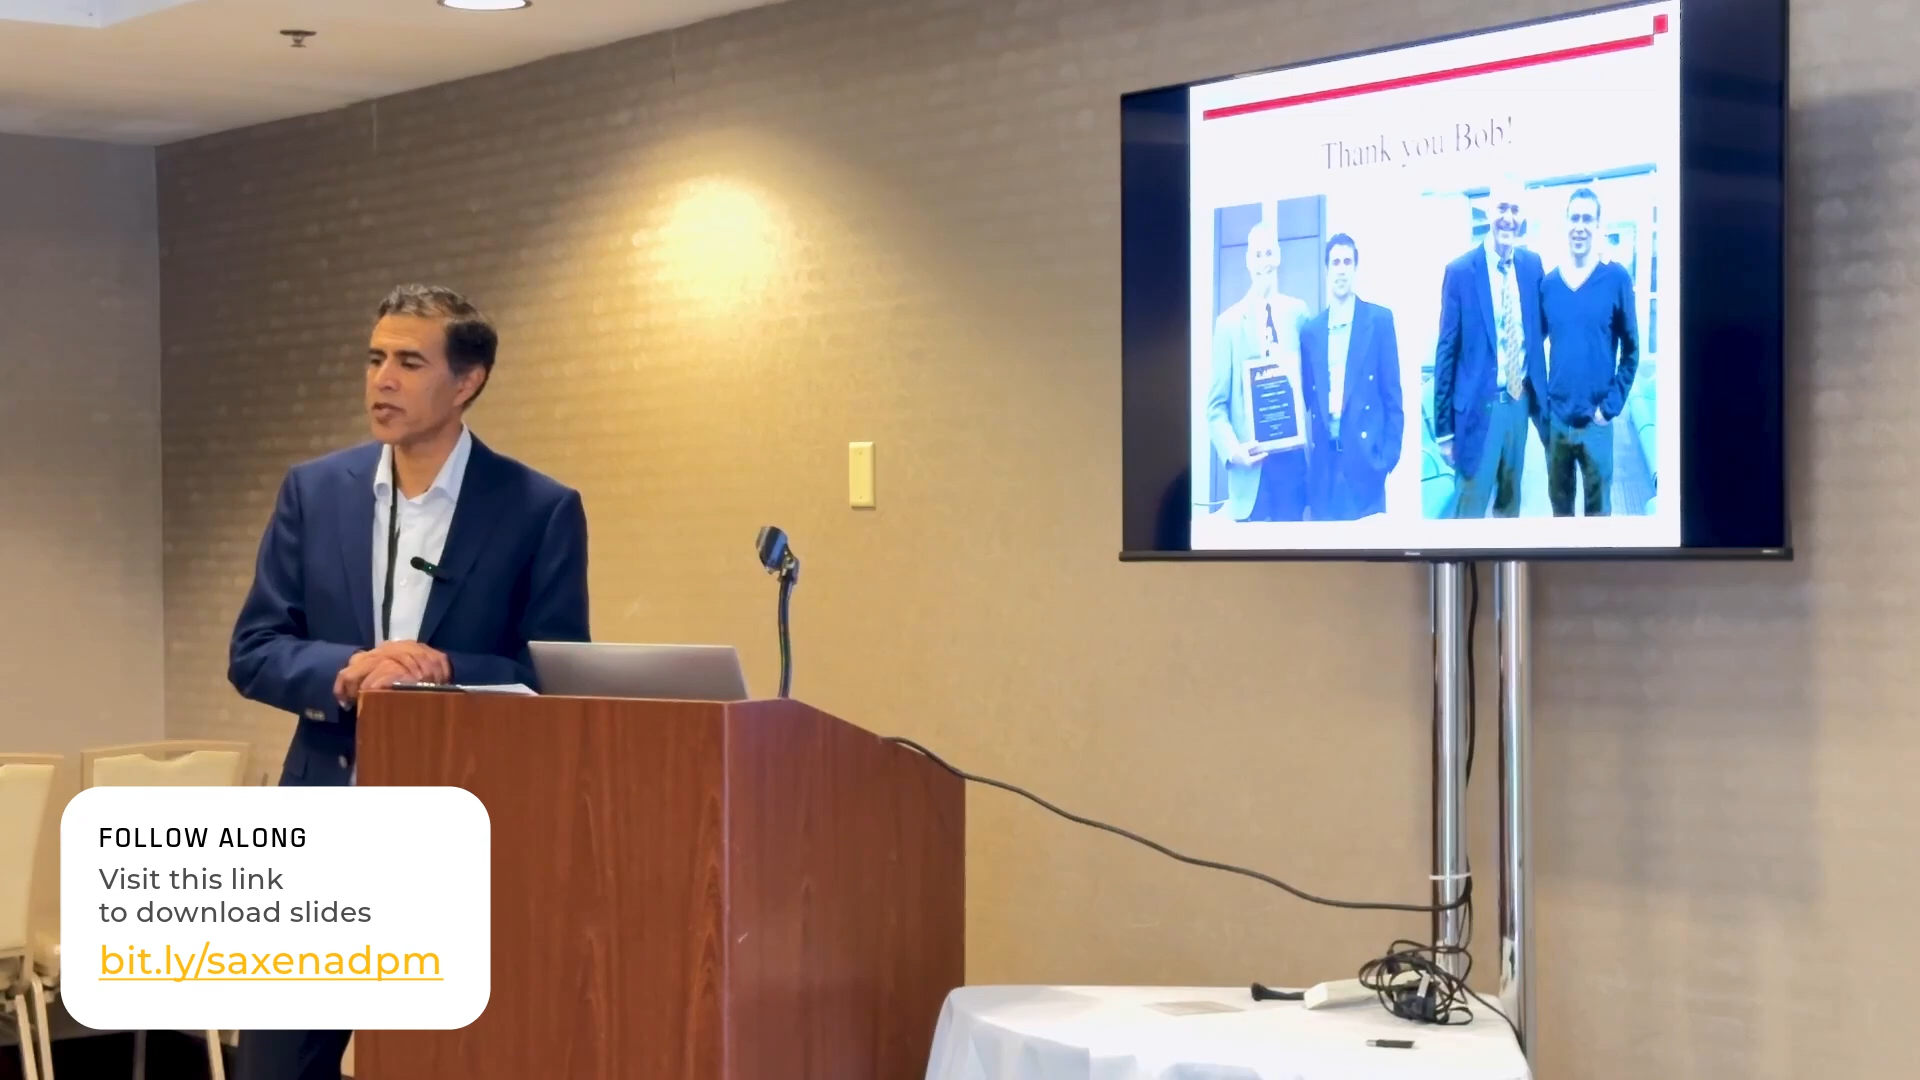 Thank you Bob!
FOLLOW ALONG
Visit this link
to download slides
bit.ly/saxenadpm